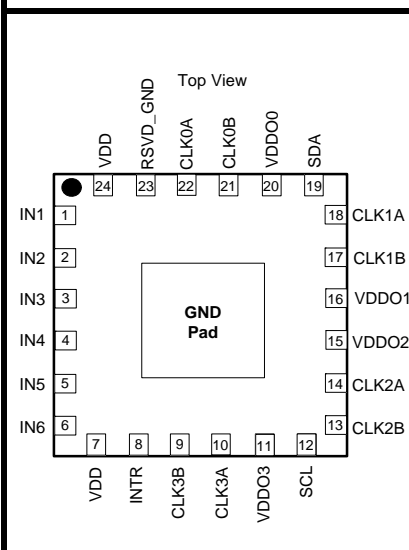 Top View
VDD
RSVD_GND
CLK0A
CLK0B
VDDO0
SDA
24
23
22
21
20
19
IN1
1
18
CLK1A
IN2
2
17
CLK1B
IN3
3
16
VDDO1
GND
Pad
IN4
4
15
VDDO2
IN5
5
14
CLK2A
IN6
6
13
CLK2B
7
8
9
10
11
12
VDD
INTR
CLK3B
CLK3A
VDDO3
SCL